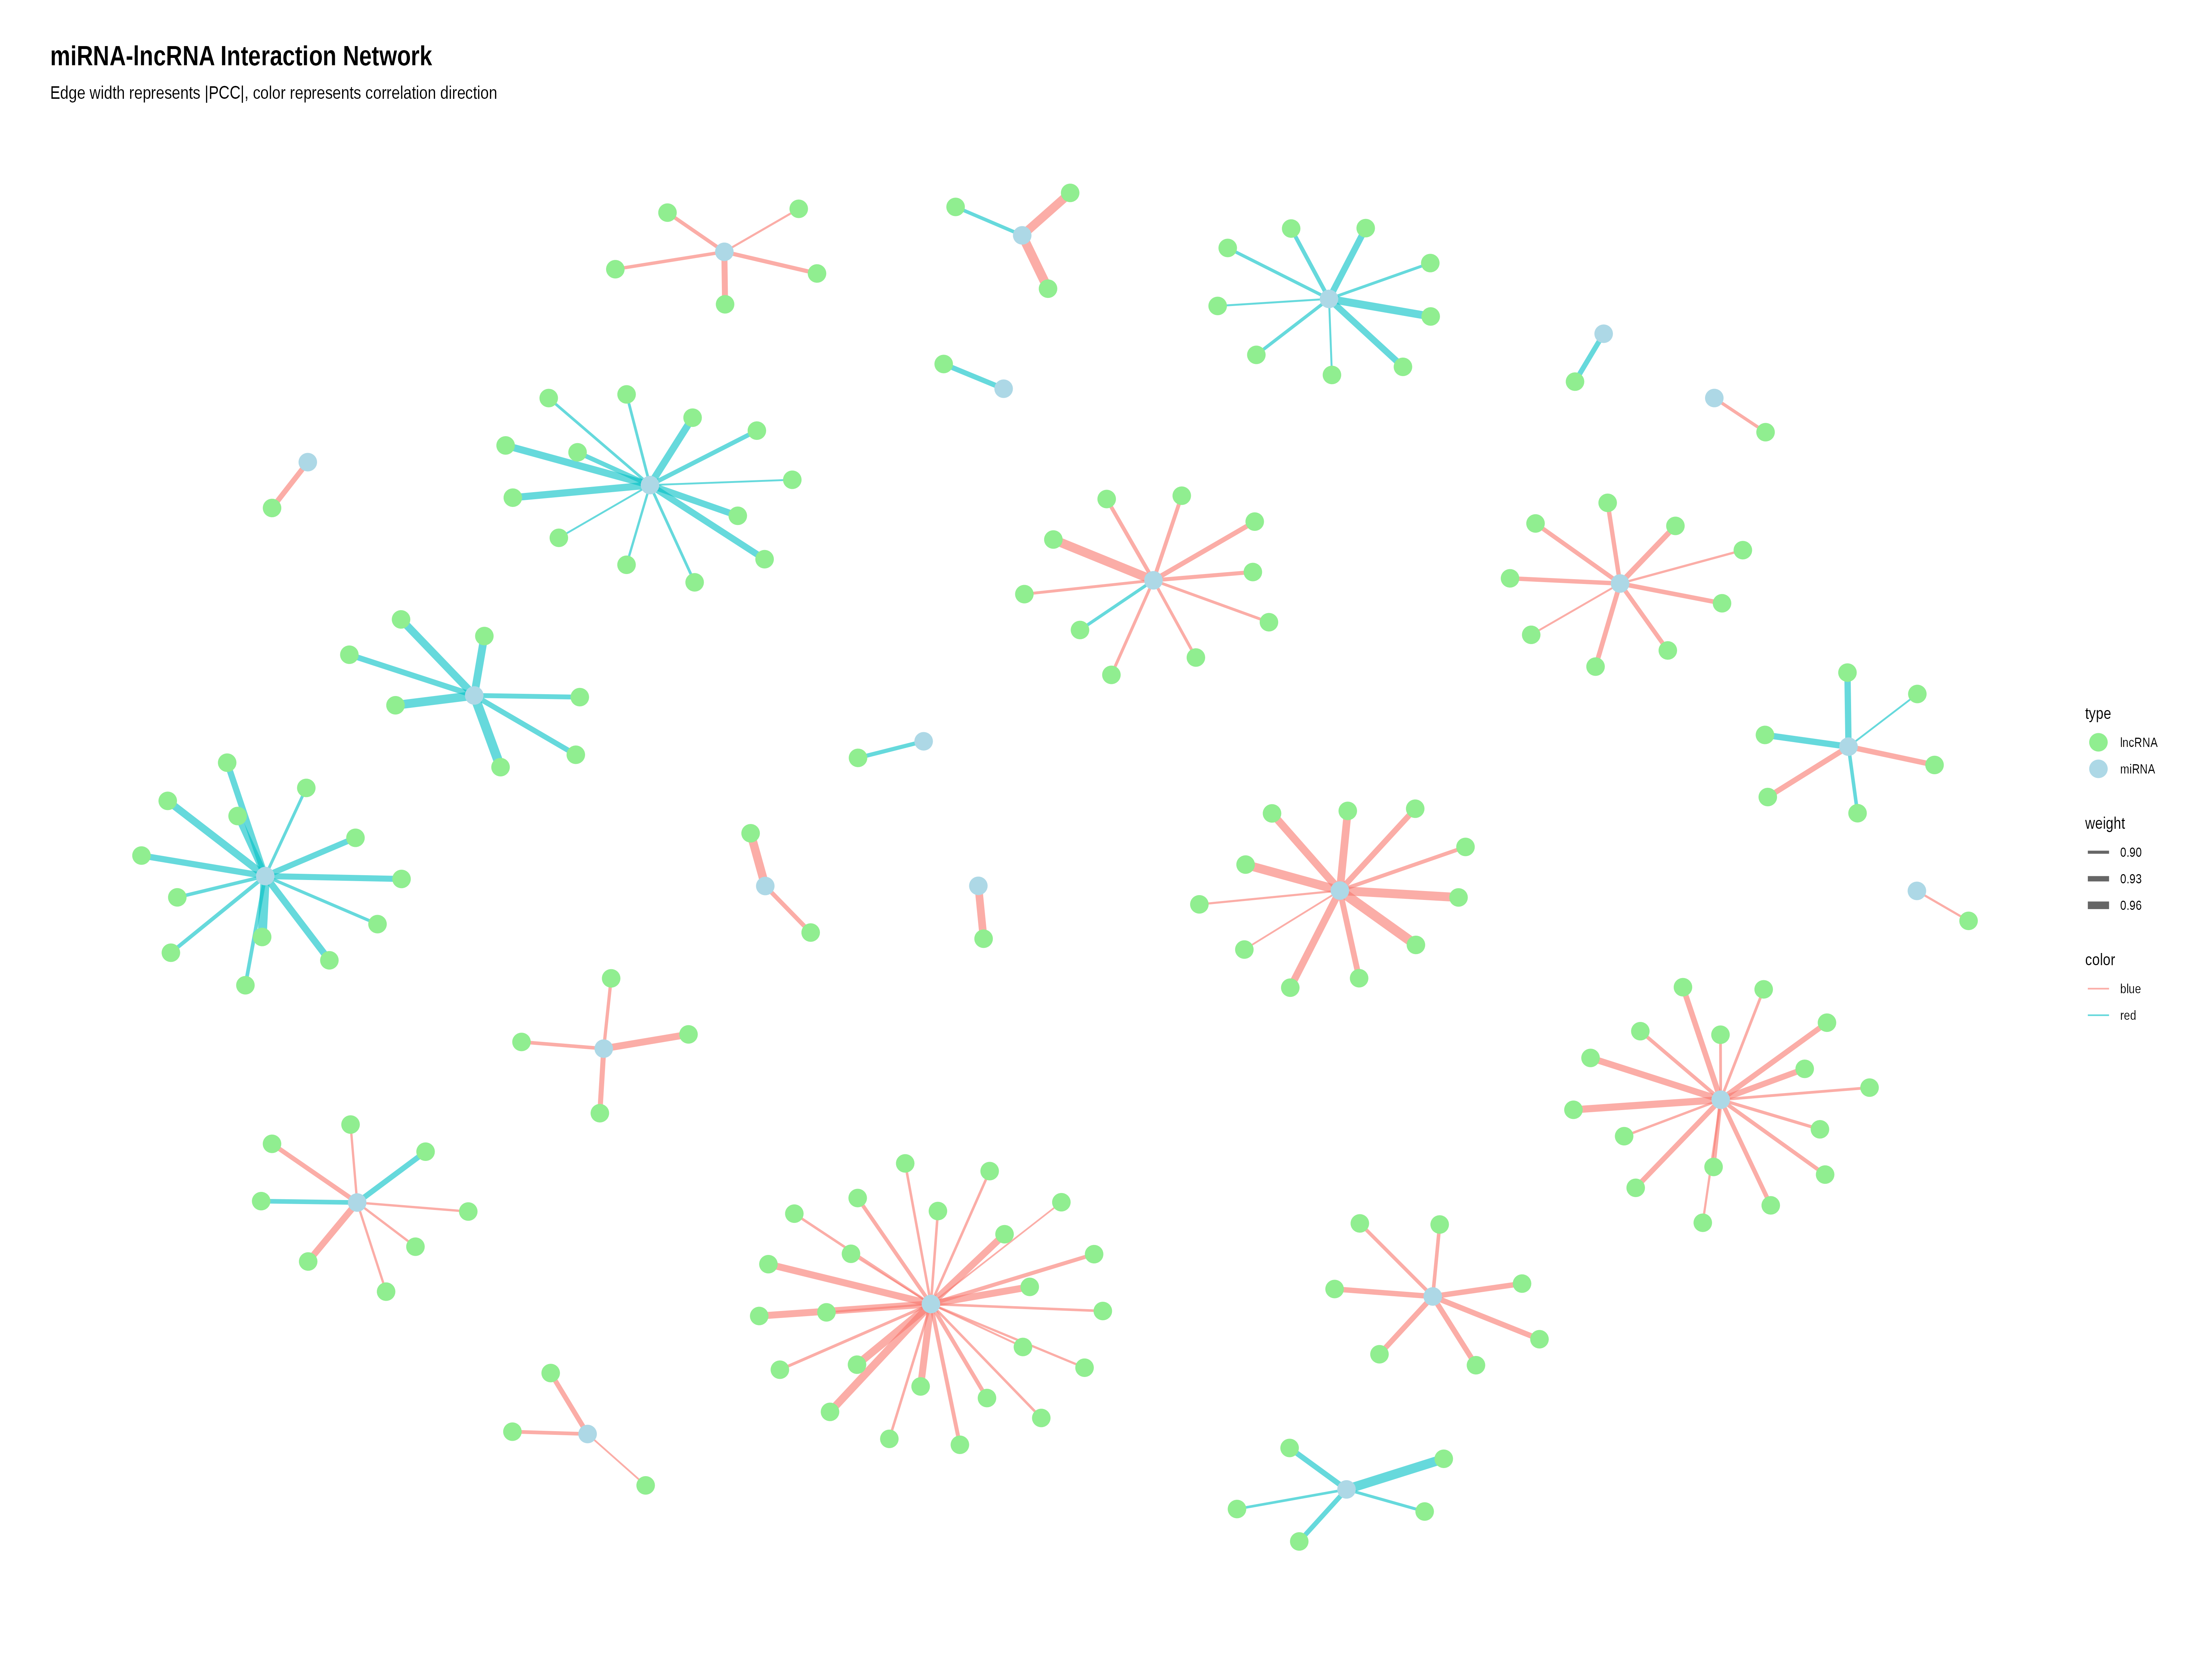 miRNA-lncRNA Interaction Network
Edge width represents |PCC|, color represents correlation direction
type
lncRNA
miRNA
weight
0.90
0.93
0.96
color
blue
red